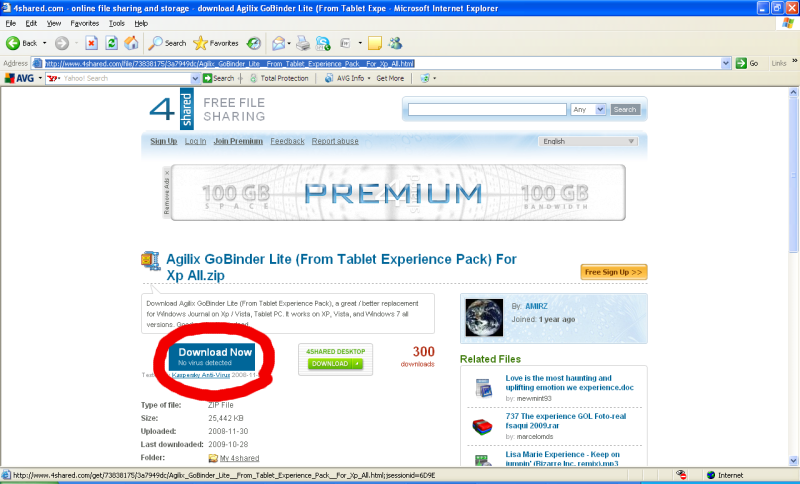 4shared.com - online file sharing and storage - download Agilix GoBinder Lite (From Tablet Expe - Microsoft Internet Explorer
File Edit View Favorites Tools Help
Back Search Favorites
Address http://www.4shared.com/file/73838175/3a7949dc/Agilix_GoBinder_Lite__From_Tablet_Experience_Pack__For_Xp_All.html Go Links »
AVG Yahoo! Search Search Total Protection AVG Info Get More
4 shared FREE FILE
SHARING
Any Search
Sign Up Log In Join Premium Feedback Report abuse English
Remove Ads x
100 GB
SPACE
PREMIUM
100 GB
BANDWIDTH
Agilix GoBinder Lite (From Tablet Experience Pack) For
Xp All.zip
Free Sign Up >>
Download Agilix GoBinder Lite (From Tablet Experience Pack), a great / better replacement
for Windows Journal on Xp / Vista, Tablet PC. It works on XP, Vista, and Windows 7 all
versions.
By: AMIRZ
Joined: 1 year ago
Download Now
No virus detected
Kaspersky Anti-Virus 2008-11-
4SHARED DESKTOP
DOWNLOAD
300
downloads
Type of file: ZIP File
Size: 25,442 KB
Uploaded: 2008-11-30
Last downloaded: 2009-10-28
Folder: My 4shared
Related Files
Love is the most haunting and
uplifting emotion we experience.doc
by: mewmint93
737 The experience GOL Foto-real
fsaqui 2009.rar
by: marcelomds
Lisa Marie Experience - Keep on
jumpin' (Bizarre Inc. remix).mp3
http://www.4shared.com/get/73838175/3a7949dc/Agilix_GoBinder_Lite__From_Tablet_Experience_Pack__For_Xp_All.html;jsessionid=6D9E Internet